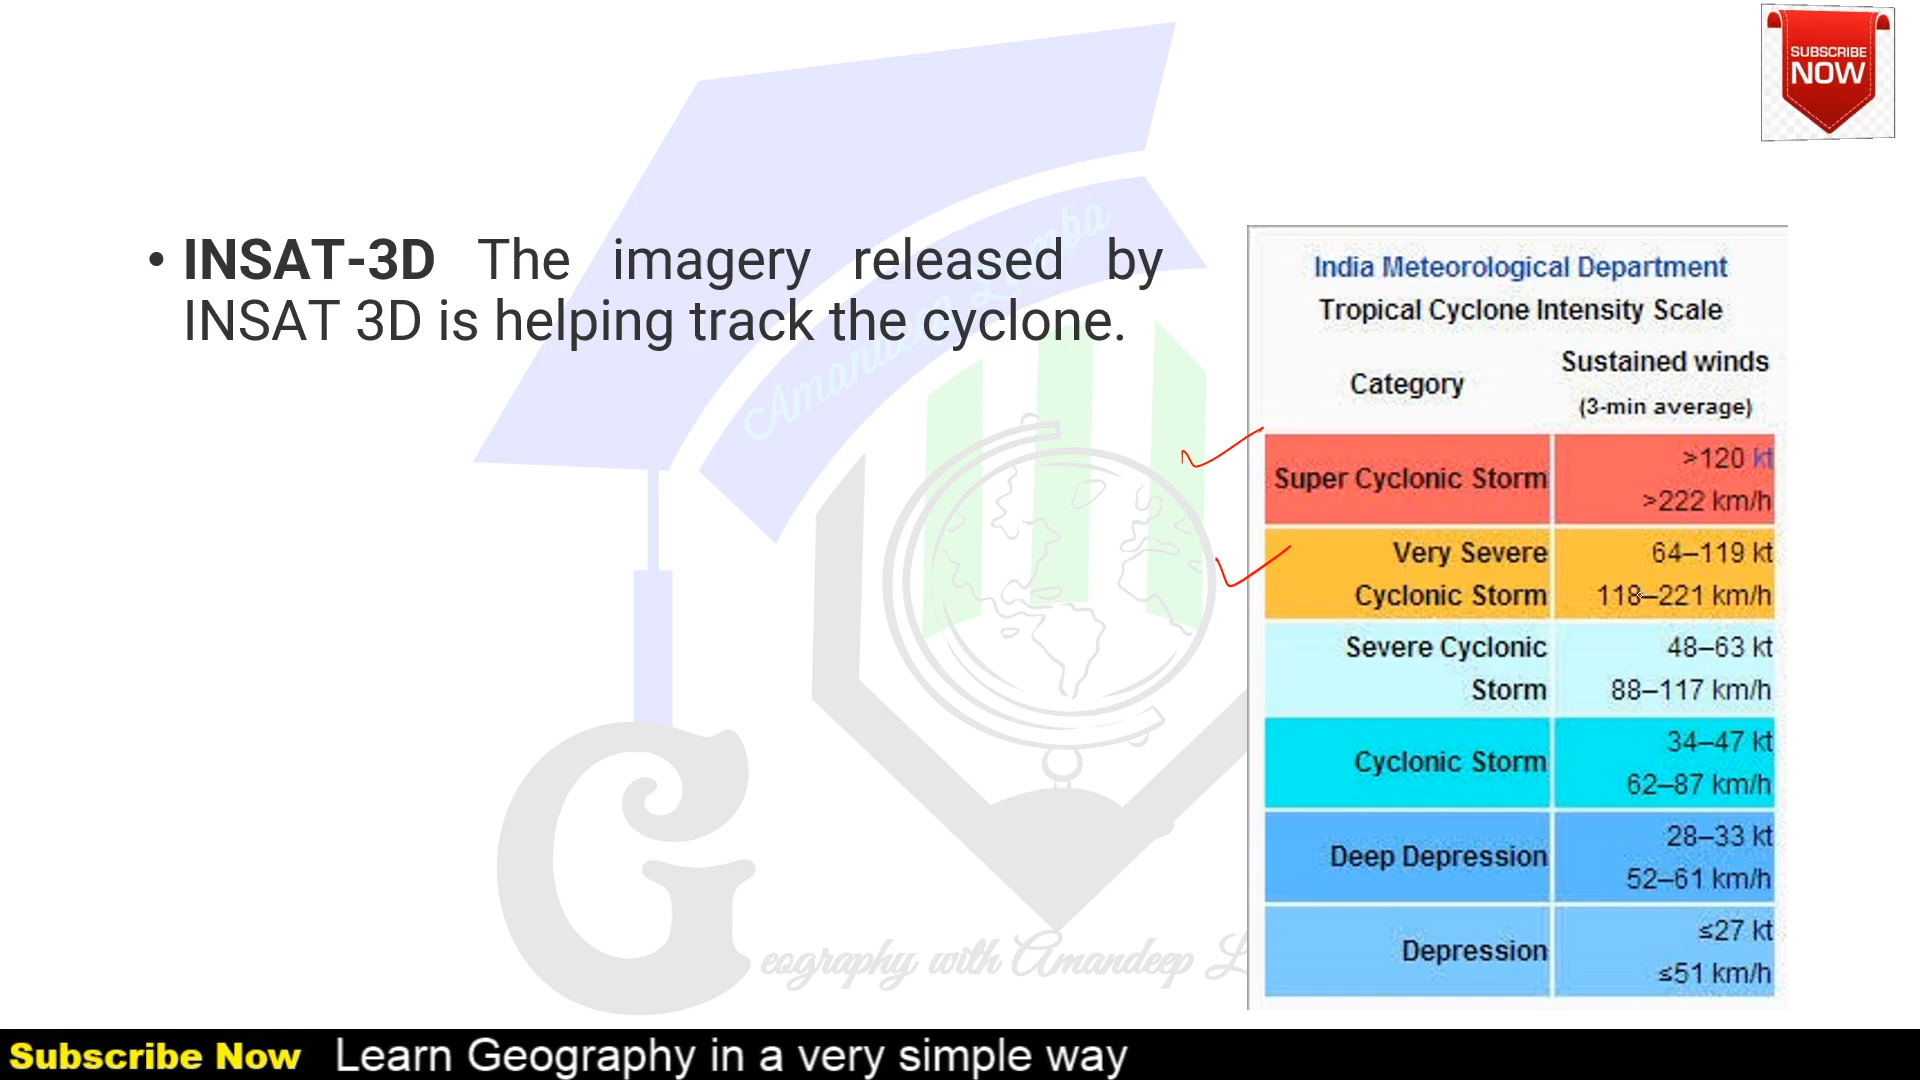 SUBSCRIBE
NOW
• INSAT-3D The imagery released by
INSAT 3D is helping track the cyclone.
Amandeep Lamba
India Meteorological Department
Tropical Cyclone Intensity Scale
Category
Sustained winds
(3-min average)
Super Cyclonic Storm
>120 kt
>222 km/h
Very Severe
Cyclonic Storm
64–119 kt
118–221 km/h
Severe Cyclonic
Storm
48–63 kt
88–117 km/h
Cyclonic Storm
34–47 kt
62–87 km/h
Deep Depression
28–33 kt
52–61 km/h
Depression
≤27 kt
≤51 km/h
Geography with Amandeep L
Subscribe Now Learn Geography in a very simple way